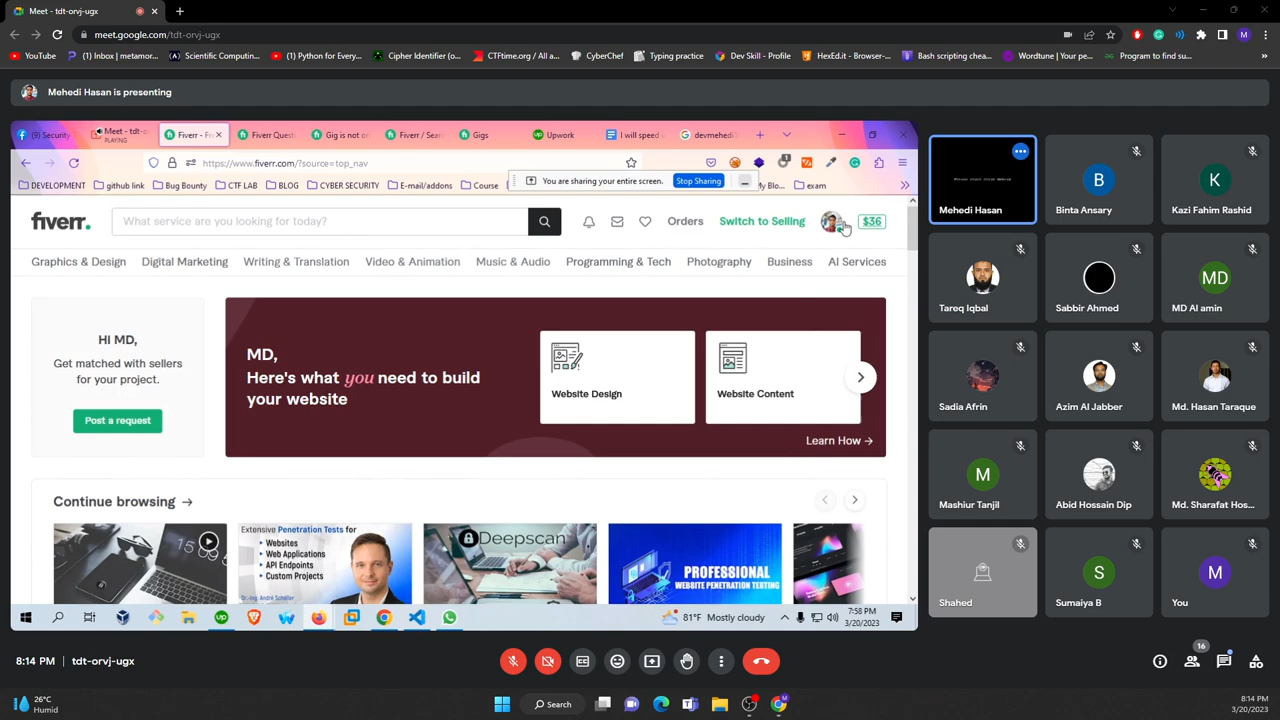 Meet - tdt-orvj-ugx
meet.google.com/tdt-orvj-ugx
YouTube
(1) Inbox | metamor...
Scientific Computin...
(1) Python for Every...
Cipher Identifier (o...
CTFtime.org / All a...
CyberChef
Typing practice
Dev Skill - Profile
HexEd.it - Browser...
Bash scripting chea...
Wordtune | Your pe...
Program to find su...
Mehedi Hasan is presenting
(9) Security
Meet - tdt-o
PLAYING
Fiverr - Fr
Fiverr Quest
Gig is not o
Fiverr / Sear
Gigs
Upwork
I will speed
devmehedi
https://www.fiverr.com/?source=top_nav
DEVELOPMENT
github link
Bug Bounty
CTF LAB
BLOG
CYBER SECURITY
E-mail/addons
Course
You are sharing your entire screen.
Stop Sharing
My Blo...
exam
fiverr.
What service are you looking for today?
Orders
Switch to Selling
$36
Graphics & Design
Digital Marketing
Writing & Translation
Video & Animation
Music & Audio
Programming & Tech
Photography
Business
AI Services
HI MD,
Get matched with sellers
for your project.
Post a request
MD,
Here's what you need to build
your website
Website Design
Website Content
Learn How →
Continue browsing →
Extensive Penetration Tests for
• Websites
• Web Applications
• API Endpoints
• Custom Projects
Deepscan
PROFESSIONAL
WEBSITE PENETRATION TESTING
81°F Mostly cloudy
7:58 PM
3/20/2023
Mehedi Hasan
B
Binta Ansary
K
Kazi Fahim Rashid
Tareq Iqbal
Sabbir Ahmed
MD
MD Al amin
Sadia Afrin
Azim Al Jabber
Md. Hasan Taraque
M
Mashiur Tanjil
Abid Hossain Dip
Md. Sharafat Hos...
Shahed
S
Sumaiya B
M
You
8:14 PM
tdt-orvj-ugx
16
26°C
Humid
Search
8:14 PM
3/20/2023